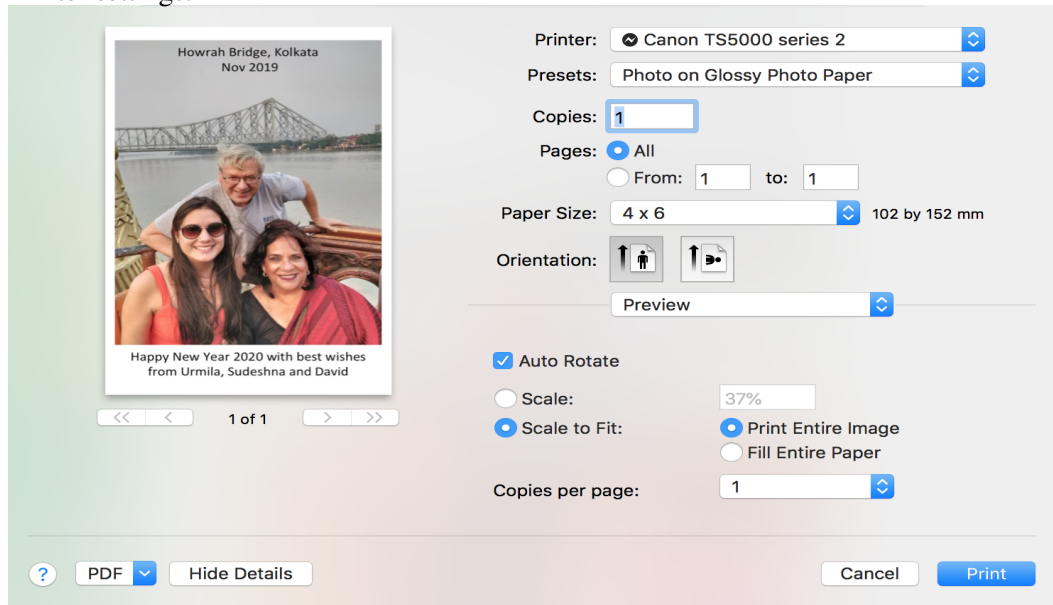 Howrah Bridge, Kolkata
Nov 2019
Happy New Year 2020 with best wishes
from Urmila, Sudeshna and David
<< < 1 of 1 > >>
Printer: Canon TS5000 series 2
Presets: Photo on Glossy Photo Paper
Copies: 1
Pages: All
From: 1 to: 1
Paper Size: 4 x 6 102 by 152 mm
Orientation:
Preview
Auto Rotate
Scale: 37%
Scale to Fit: Print Entire Image
Fill Entire Paper
Copies per page: 1
? PDF Hide Details Cancel Print